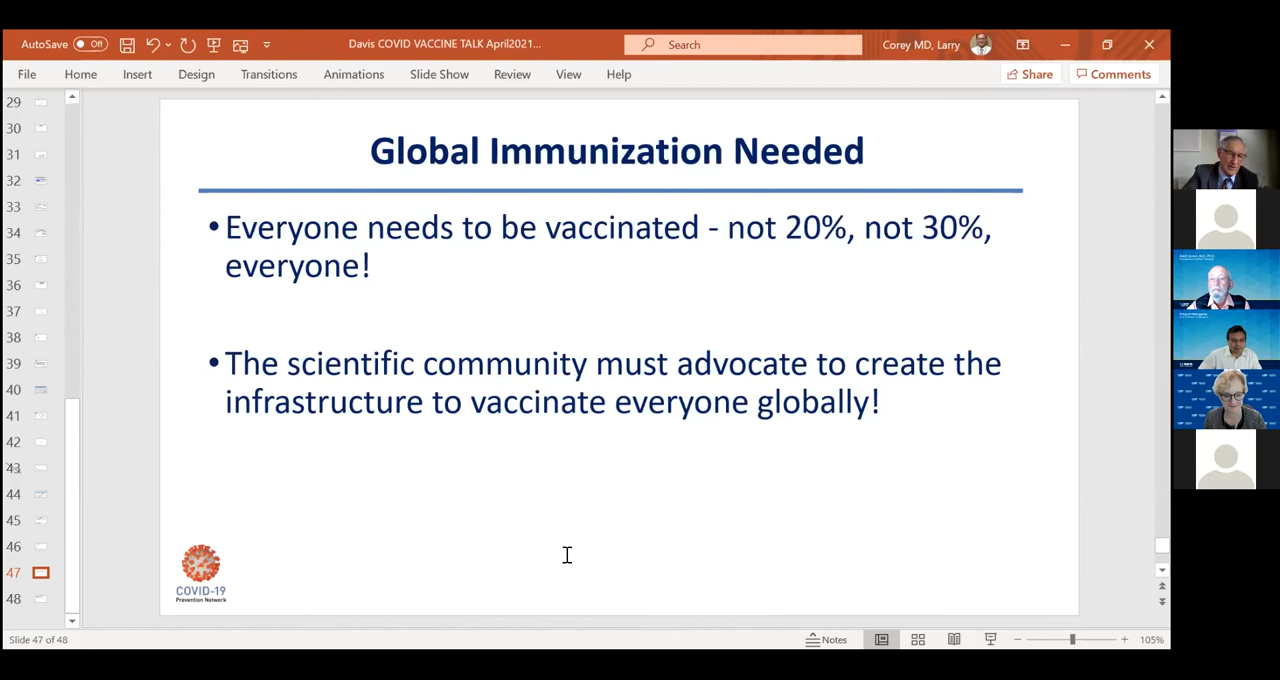 AutoSave Off Davis COVID VACCINE TALK April2021... Search Corey MD, Larry
File Home Insert Design Transitions Animations Slide Show Review View Help Share Comments
29
30
31
32
33
34
35
36
37
38
39
40
41
42
43
44
45
46
47
48
Global Immunization Needed
•Everyone needs to be vaccinated - not 20%, not 30%,
everyone!
•The scientific community must advocate to create the
infrastructure to vaccinate everyone globally!
COVID-19
Prevention Network
Slide 47 of 48 Notes 105%